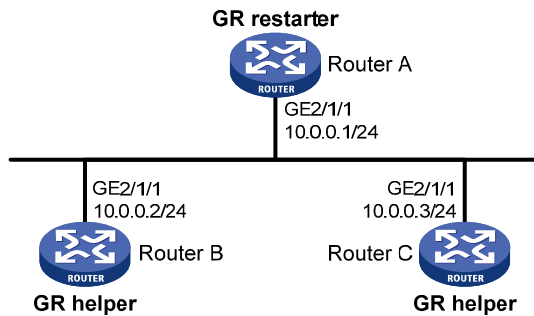 GR restarter
Router A
ROUTER
GE2/1/1
10.0.0.1/24
GE2/1/1
10.0.0.2/24
GE2/1/1
10.0.0.3/24
Router B
Router C
ROUTER
ROUTER
GR helper
GR helper